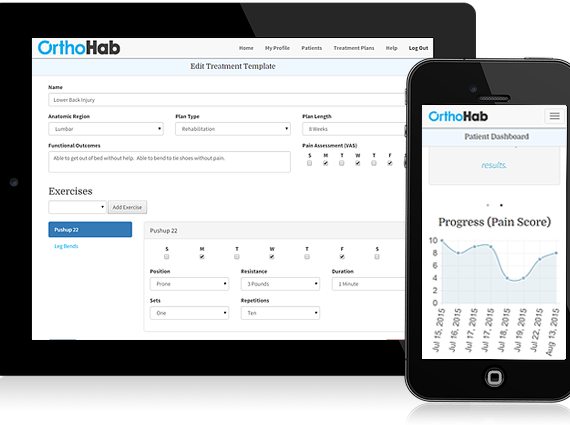 OrthoHab
Home My Profile Patients Treatment Plans Help Log Out
Edit Treatment Template
Name
Lower Back Injury
Anatomic Region Plan Type Plan Length
Lumbar Rehabilitation 8 Weeks
Functional Outcomes Pain Assessment (VAS)
Able to get out of bed without help. Able to bend to tie shoes without pain.
S M T W T F
Exercises
Add Exercise
Pushup 22
Leg Bends
Pushup 22
S M T W T F S
Position Resistance Duration
Prone 3 Pounds 1 Minute
Sets Repetitions
One Ten
OrthoHab
Patient Dashboard
results.
Progress (Pain Score)
10
8
6
4
2
0
Jul 15, 2015
Jul 16, 2015
Jul 17, 2015
Jul 18, 2015
Jul 19, 2015
Jul 22, 2015
Aug 13, 2015